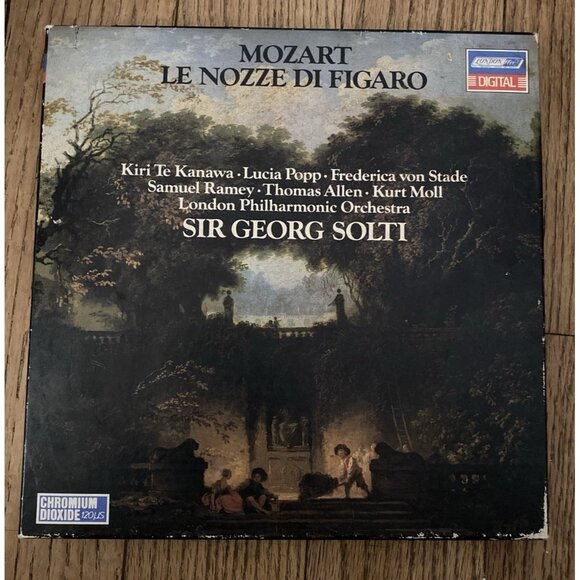 MOZART
LE NOZZE DI FIGARO
LONDON
DIGITAL
Kiri Te Kanawa · Lucia Popp · Frederica von Stade
Samuel Ramey · Thomas Allen · Kurt Moll
London Philharmonic Orchestra
SIR GEORG SOLTI
CHROMIUM
DIOXIDE 120µS